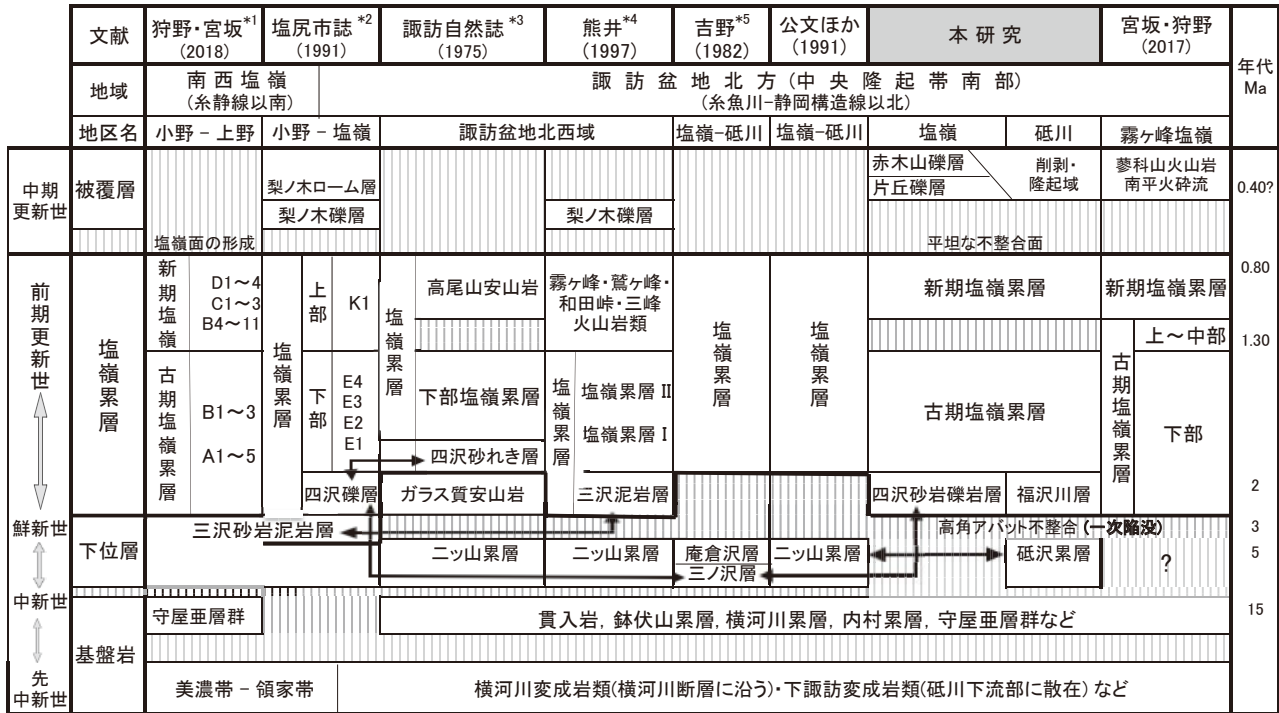 文献
狩野・宮坂*1
(2018)
塩尻市誌*2
(1991)
諏訪自然誌*3
(1975)
熊井*4
(1997)
吉野*5
(1982)
公文ほか
(1991)
本研究
宮坂・狩野
(2017)
年代
Ma
地域
南西塩嶺
(糸静線以南)
諏訪盆地北方(中央隆起帯南部)
(糸魚川-静岡構造線以北)
地区名
小野 – 上野
小野 – 塩嶺
諏訪盆地北西域
塩嶺-砥川
塩嶺-砥川
塩嶺
砥川
霧ヶ峰塩嶺
中期
更新世
被覆層
塩嶺面の形成
梨ノ木ローム層
梨ノ木礫層
梨ノ木礫層
赤木山礫層
片丘礫層
削剥・
隆起域
平坦な不整合面
蓼科山火山岩
南平火砕流
0.40?
前期更新世
塩嶺累層
新期塩嶺
D1～4
C1～3
B4～11
古期塩嶺累層
B1～3
A1～5
塩嶺累層
上部
K1
下部
E4
E3
E2
E1
四沢礫層
塩嶺累層
高尾山安山岩
下部塩嶺累層
四沢砂れき層
ガラス質安山岩
霧ヶ峰・鷲ヶ峰・
和田峠・三峰
火山岩類
塩嶺累層
塩嶺累層 II
塩嶺累層 I
三沢泥岩層
塩嶺累層
塩嶺累層
新期塩嶺累層
古期塩嶺累層
四沢砂岩礫岩層
福沢川層
新期塩嶺累層
古期塩嶺累層
上～中部
下部
0.80
1.30
2
鮮新世
下位層
三沢砂岩泥岩層
高角アバット不整合 (一次陥没)
3
二ッ山累層
二ッ山累層
庵倉沢層
三ノ沢層
二ッ山累層
砥沢累層
?
5
中新世
基盤岩
守屋亜層群
貫入岩, 鉢伏山累層, 横河川累層, 内村累層, 守屋亜層群など
15
先
中新世
美濃帯 – 領家帯
横河川変成岩類(横河川断層に沿う)・下諏訪変成岩類(砥川下流部に散在) など